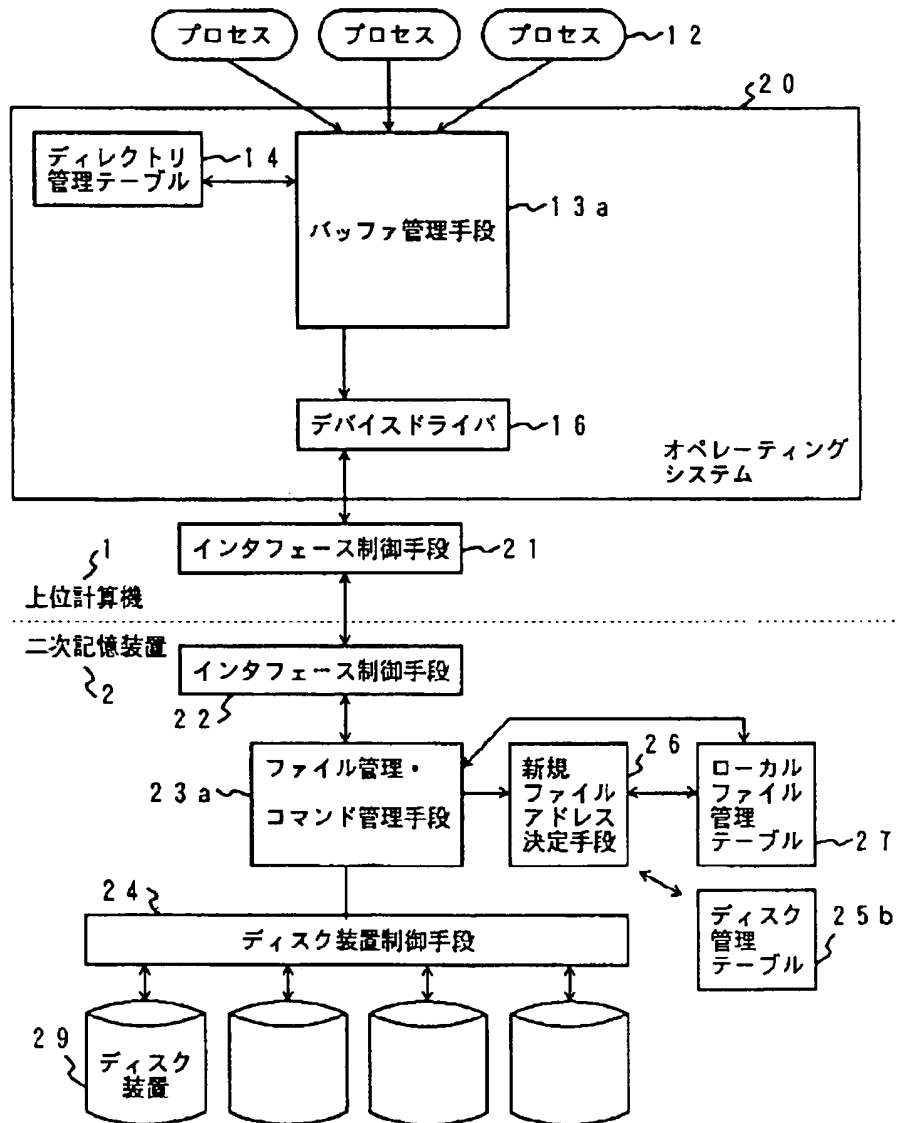 プロセス
プロセス
プロセス
12
20
ディレクトリ
管理テーブル
14
バッファ管理手段
13a
デバイスドライバ
16
オペレーティング
システム
インタフェース制御手段
21
1
上位計算機
二次記憶装置
2
インタフェース制御手段
22
ファイル管理・
コマンド管理手段
23a
新規
ファイル
アドレス
決定手段
26
ローカル
ファイル
管理
テーブル
27
24
ディスク装置制御手段
ディスク
管理
テーブル
25b
29
ディスク
装置